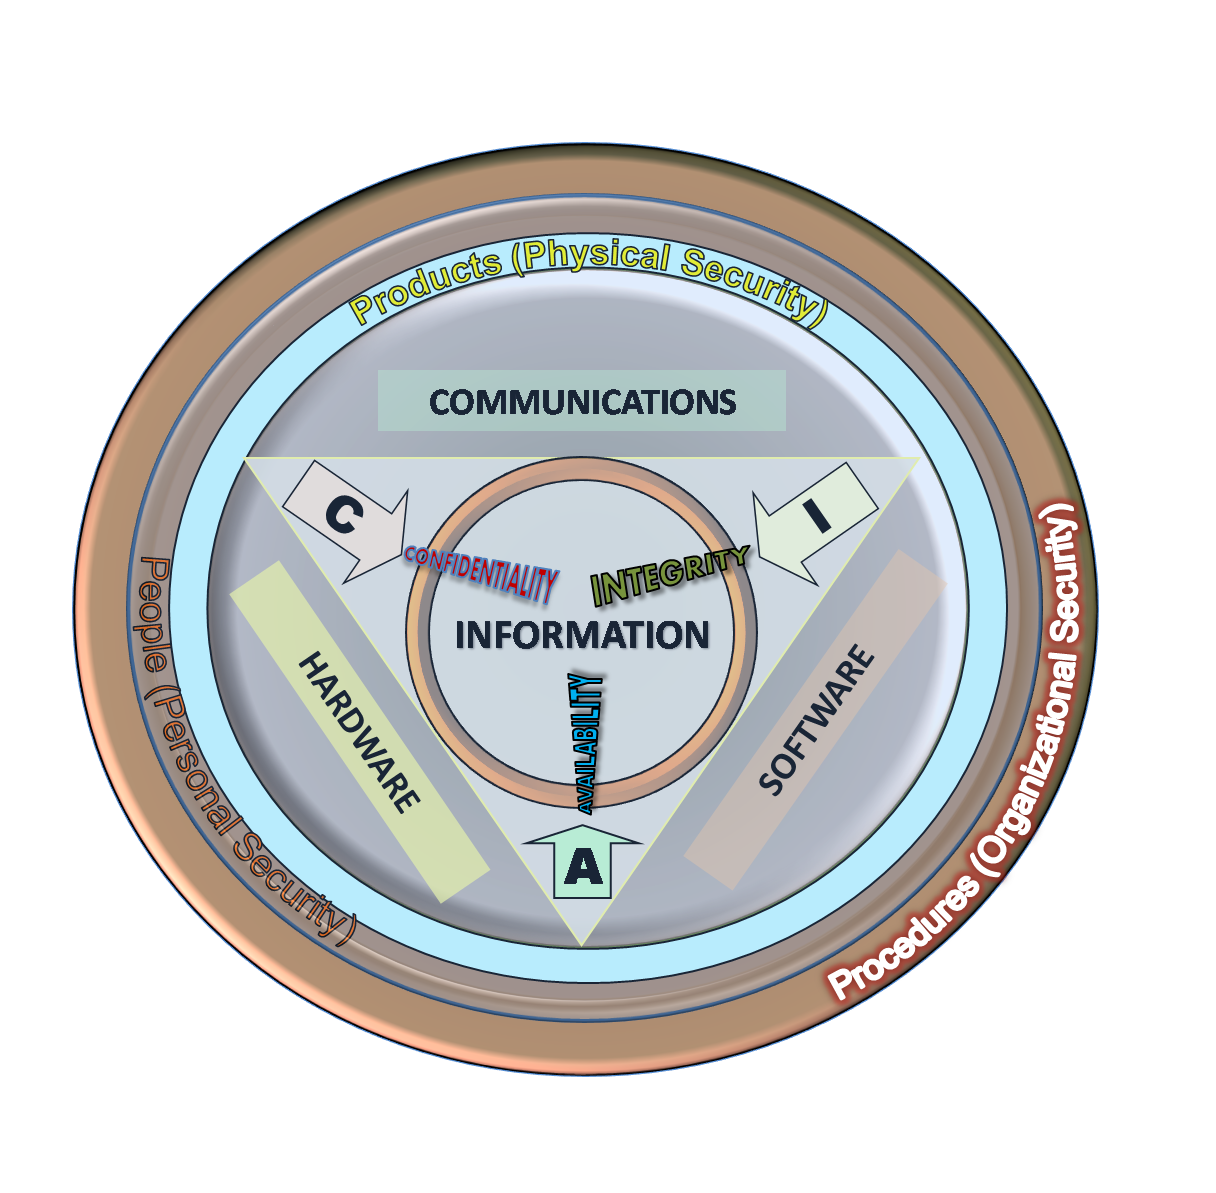 Products (Physical Security)
COMMUNICATIONS
C
I
CONFIDENTIALITY
INTEGRITY
INFORMATION
AVAILABILITY
A
HARDWARE
SOFTWARE
People (Personal Security)
Procedures (Organizational Security)